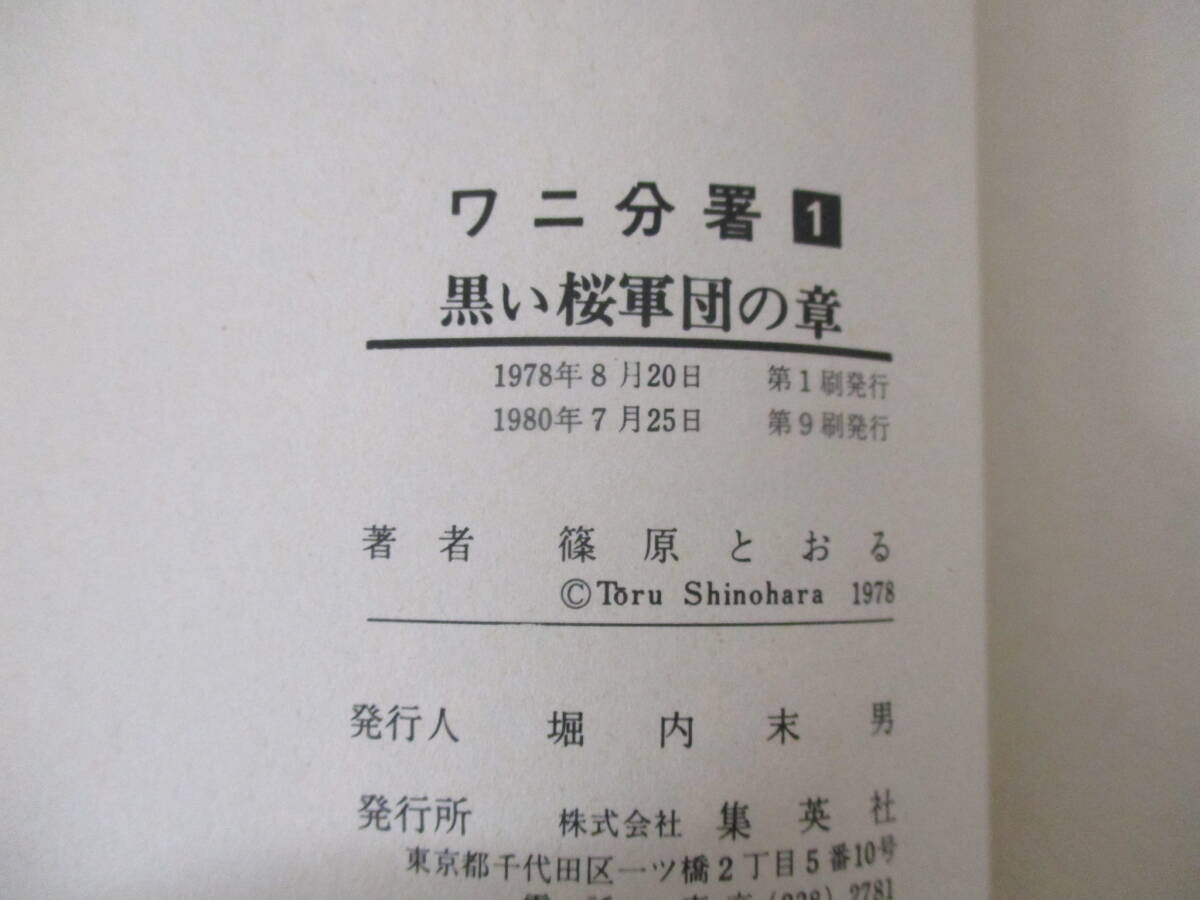 ワニ分署 1
黒い桜軍団の章
1978年8月20日 第1刷発行
1980年7月25日 第9刷発行
著者 篠原とおる
©Tōru Shinohara 1978
発行人 堀内末男
発行所 株式会社 集英社
東京都千代田区一ツ橋2丁目5番10号
2781